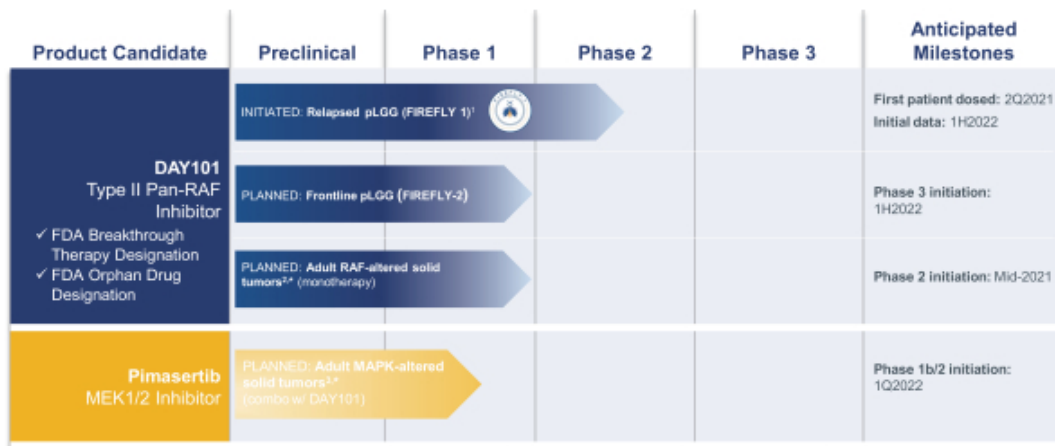 Product Candidate
Preclinical
Phase 1
Phase 2
Phase 3
Anticipated
Milestones
DAY101
Type II Pan-RAF
Inhibitor
✓ FDA Breakthrough
Therapy Designation
✓ FDA Orphan Drug
Designation
INITIATED: Relapsed pLGG (FIREFLY 1)¹
First patient dosed: 2Q2021
Initial data: 1H2022
PLANNED: Frontline pLGG (FIREFLY-2)
Phase 3 initiation:
1H2022
PLANNED: Adult RAF-altered solid
tumors²,* (monotherapy)
Phase 2 initiation: Mid-2021
Pimasertib
MEK1/2 Inhibitor
PLANNED: Adult MAPK-altered
solid tumors³,*
(combo w/ DAY101)
Phase 1b/2 initiation:
1Q2022